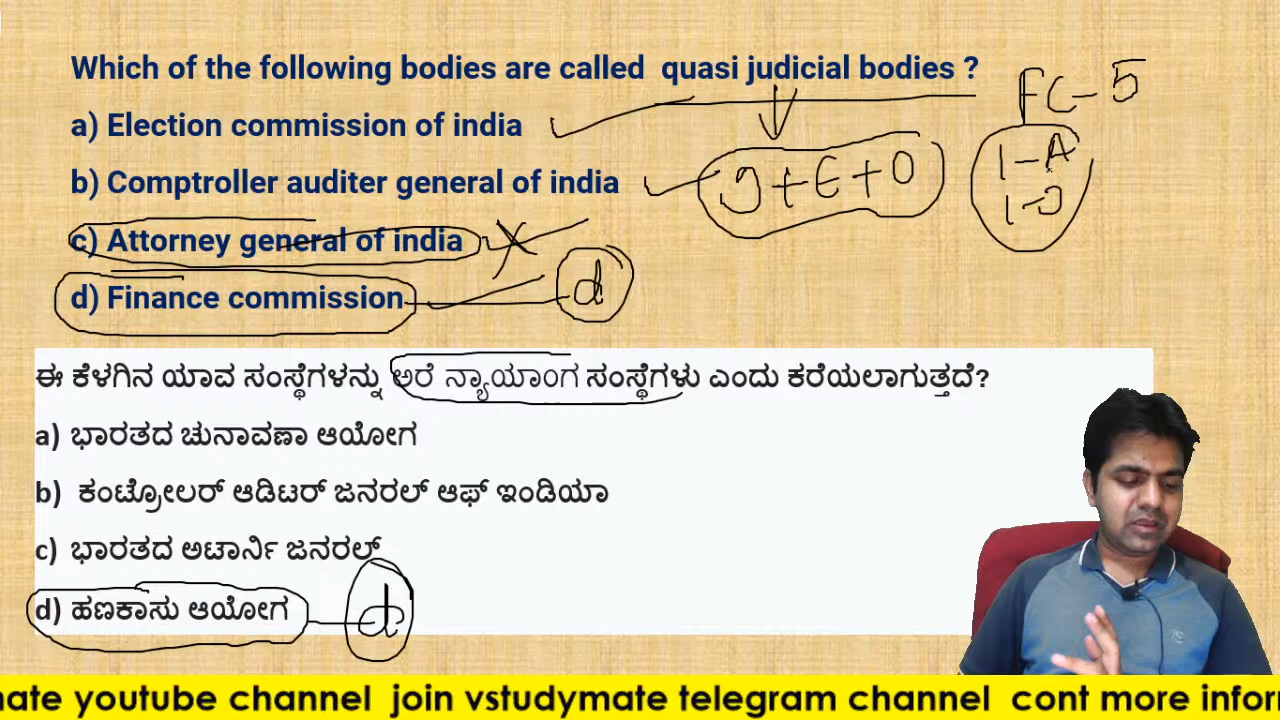 Which of the following bodies are called quasi judicial bodies ?
FC - 5
a) Election commission of india
1 - A
b) Comptroller auditer general of india
J + E + O
1 - J
c) Attorney general of india
d) Finance commission
d
ಈ ಕೆಳಗಿನ ಯಾವ ಸಂಸ್ಥೆಗಳನ್ನು ಅರೆ ನ್ಯಾಯಾಂಗ ಸಂಸ್ಥೆಗಳು ಎಂದು ಕರೆಯಲಾಗುತ್ತದೆ?
a) ಭಾರತದ ಚುನಾವಣಾ ಆಯೋಗ
b) ಕಂಟ್ರೋಲರ್ ಆಡಿಟರ್ ಜನರಲ್ ಆಫ್ ಇಂಡಿಯಾ
c) ಭಾರತದ ಅಟಾರ್ನಿ ಜನರಲ್
d) ಹಣಕಾಸು ಆಯೋಗ
d
mate youtube channel join vstudymate telegram channel cont more infor